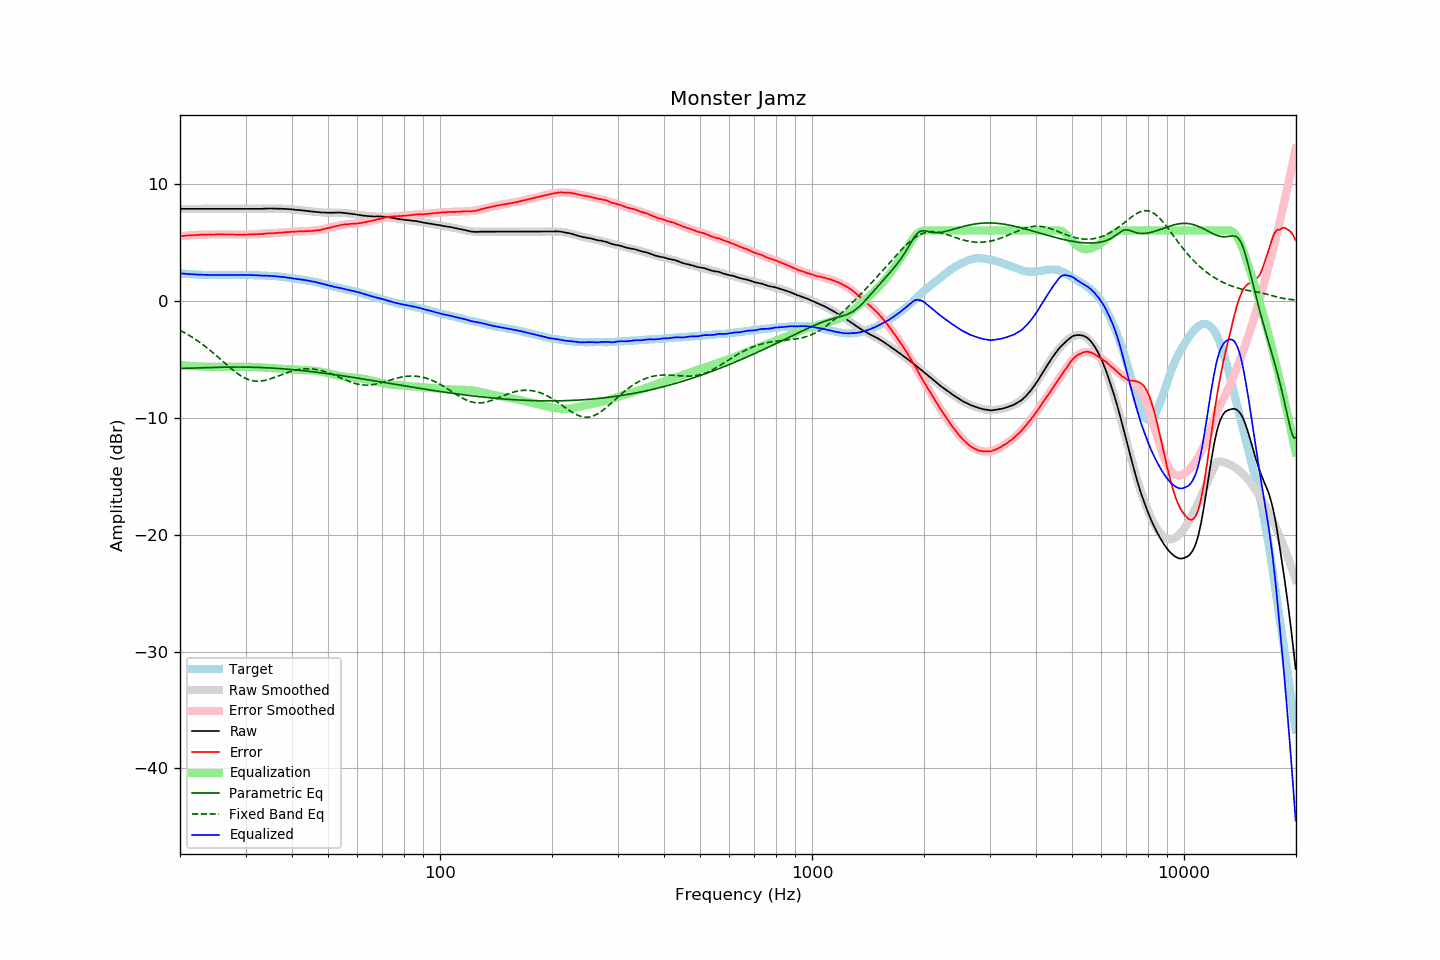 Monster Jamz
Amplitude (dBr)
10
0
−10
−20
−30
−40
Target
Raw Smoothed
Error Smoothed
Raw
Error
Equalization
Parametric Eq
Fixed Band Eq
Equalized
100
1000
10000
Frequency (Hz)